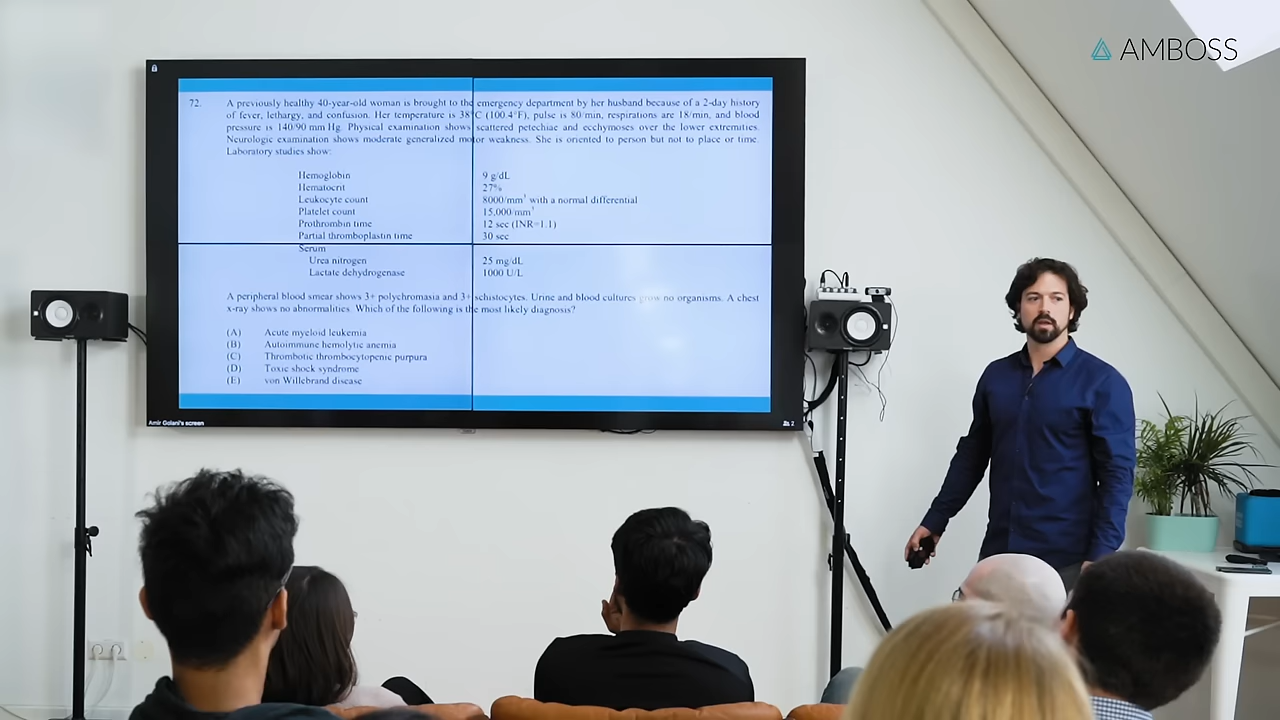 AMBOSS
72. A previously healthy 40-year-old woman is brought to the emergency department by her husband because of a 2-day history
of fever, lethargy, and confusion. Her temperature is 38°C (100.4°F), pulse is 80/min, respirations are 18/min, and blood
pressure is 140/90 mm Hg. Physical examination shows scattered petechiae and ecchymoses over the lower extremities.
Neurologic examination shows moderate generalized motor weakness. She is oriented to person but not to place or time.
Laboratory studies show:
Hemoglobin 9 g/dL
Hematocrit 27%
Leukocyte count 8000/mm³ with a normal differential
Platelet count 15,000/mm³
Prothrombin time 12 sec (INR=1.1)
Partial thromboplastin time 30 sec
Serum
Urea nitrogen 25 mg/dL
Lactate dehydrogenase 1000 U/L
A peripheral blood smear shows 3+ polychromasia and 3+ schistocytes. Urine and blood cultures grow no organisms. A chest
x-ray shows no abnormalities. Which of the following is the most likely diagnosis?
(A) Acute myeloid leukemia
(B) Autoimmune hemolytic anemia
(C) Thrombotic thrombocytopenic purpura
(D) Toxic shock syndrome
(E) von Willebrand disease
Amir Golani's screen
2